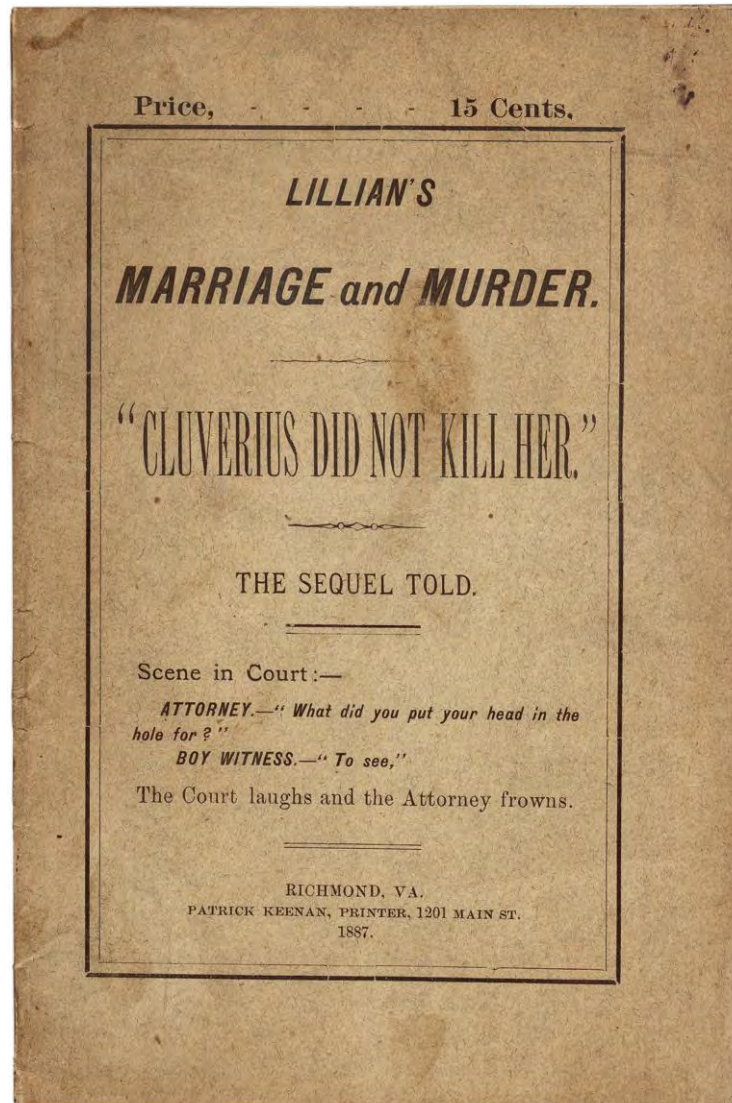 Price, - - - - 15 Cents.
LILLIAN'S
MARRIAGE and MURDER.
"CLUVERIUS DID NOT KILL HER."
THE SEQUEL TOLD.
Scene in Court:—
ATTORNEY.—" What did you put your head in the
hole for? "
BOY WITNESS.—" To see,"
The Court laughs and the Attorney frowns.
RICHMOND, VA.
PATRICK KEENAN, PRINTER, 1201 MAIN ST.
1887.